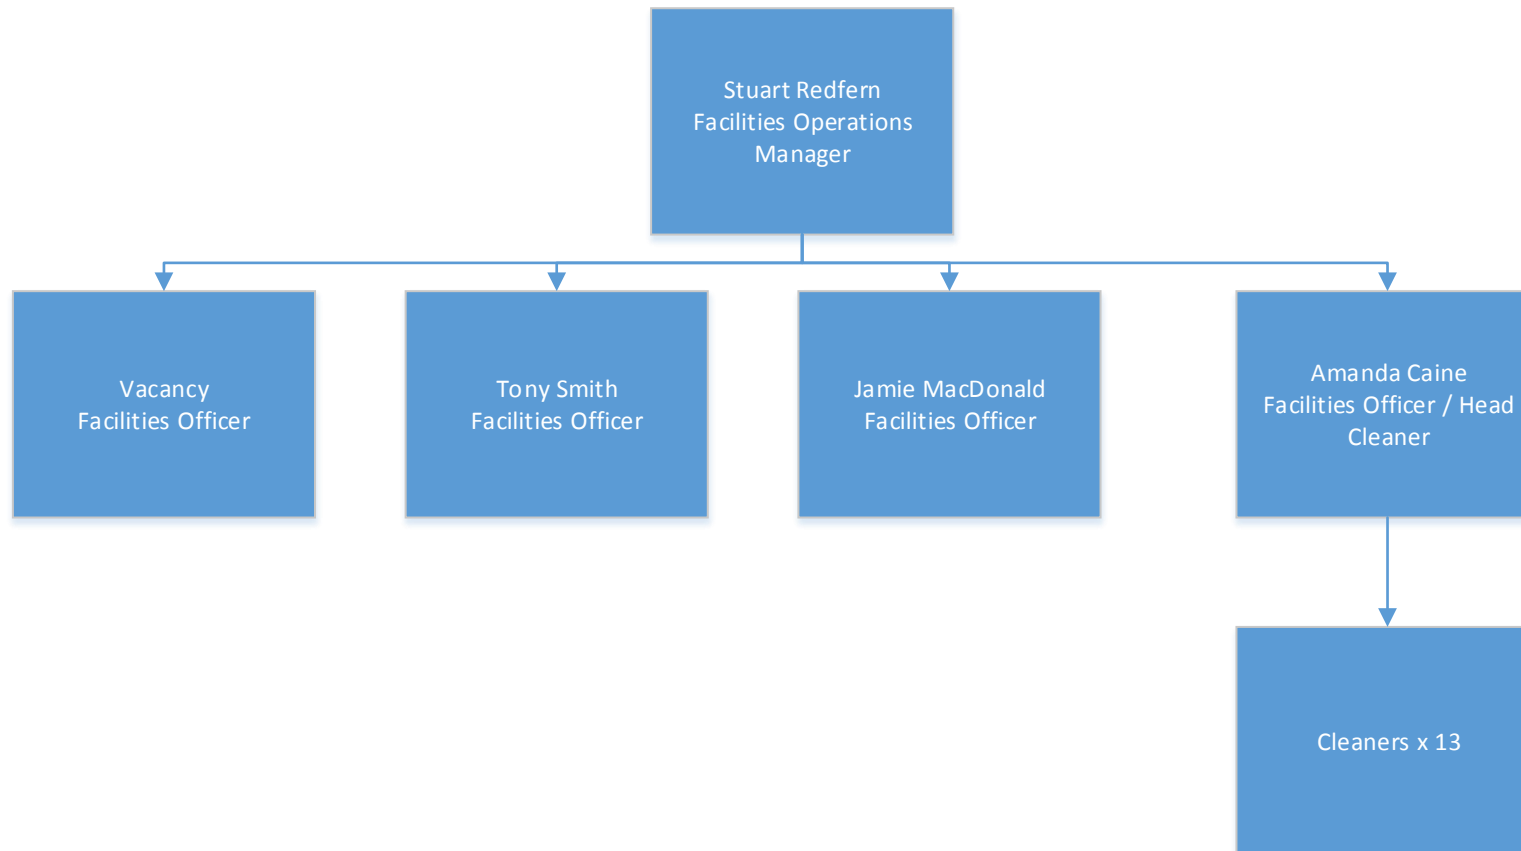 Stuart Redfern
Facilities Operations
Manager
Vacancy
Facilities Officer
Tony Smith
Facilities Officer
Jamie MacDonald
Facilities Officer
Amanda Caine
Facilities Officer / Head
Cleaner
Cleaners x 13